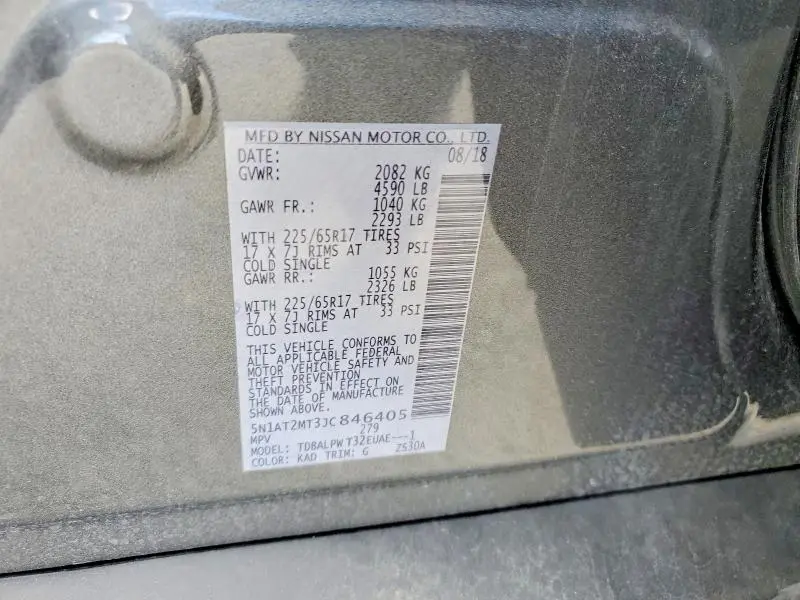 MFD BY NISSAN MOTOR CO., LTD.
DATE: 08/18
GVWR: 2082 KG
4590 LB
GAWR FR.: 1040 KG
2293 LB
WITH 225/65R17 TIRES
17 X 7J RIMS AT 33 PSI
COLD SINGLE
GAWR RR.: 1055 KG
2326 LB
WITH 225/65R17 TIRES
17 X 7J RIMS AT 33 PSI
COLD SINGLE
THIS VEHICLE CONFORMS TO
ALL APPLICABLE FEDERAL
MOTOR VEHICLE SAFETY AND
THEFT PREVENTION
STANDARDS IN EFFECT ON
THE DATE OF MANUFACTURE
SHOWN ABOVE.
5N1AT2MT3JC846405
MPV 279
MODEL: TDBALPWT32EUAE---1
COLOR: KAD TRIM: G ZS30A